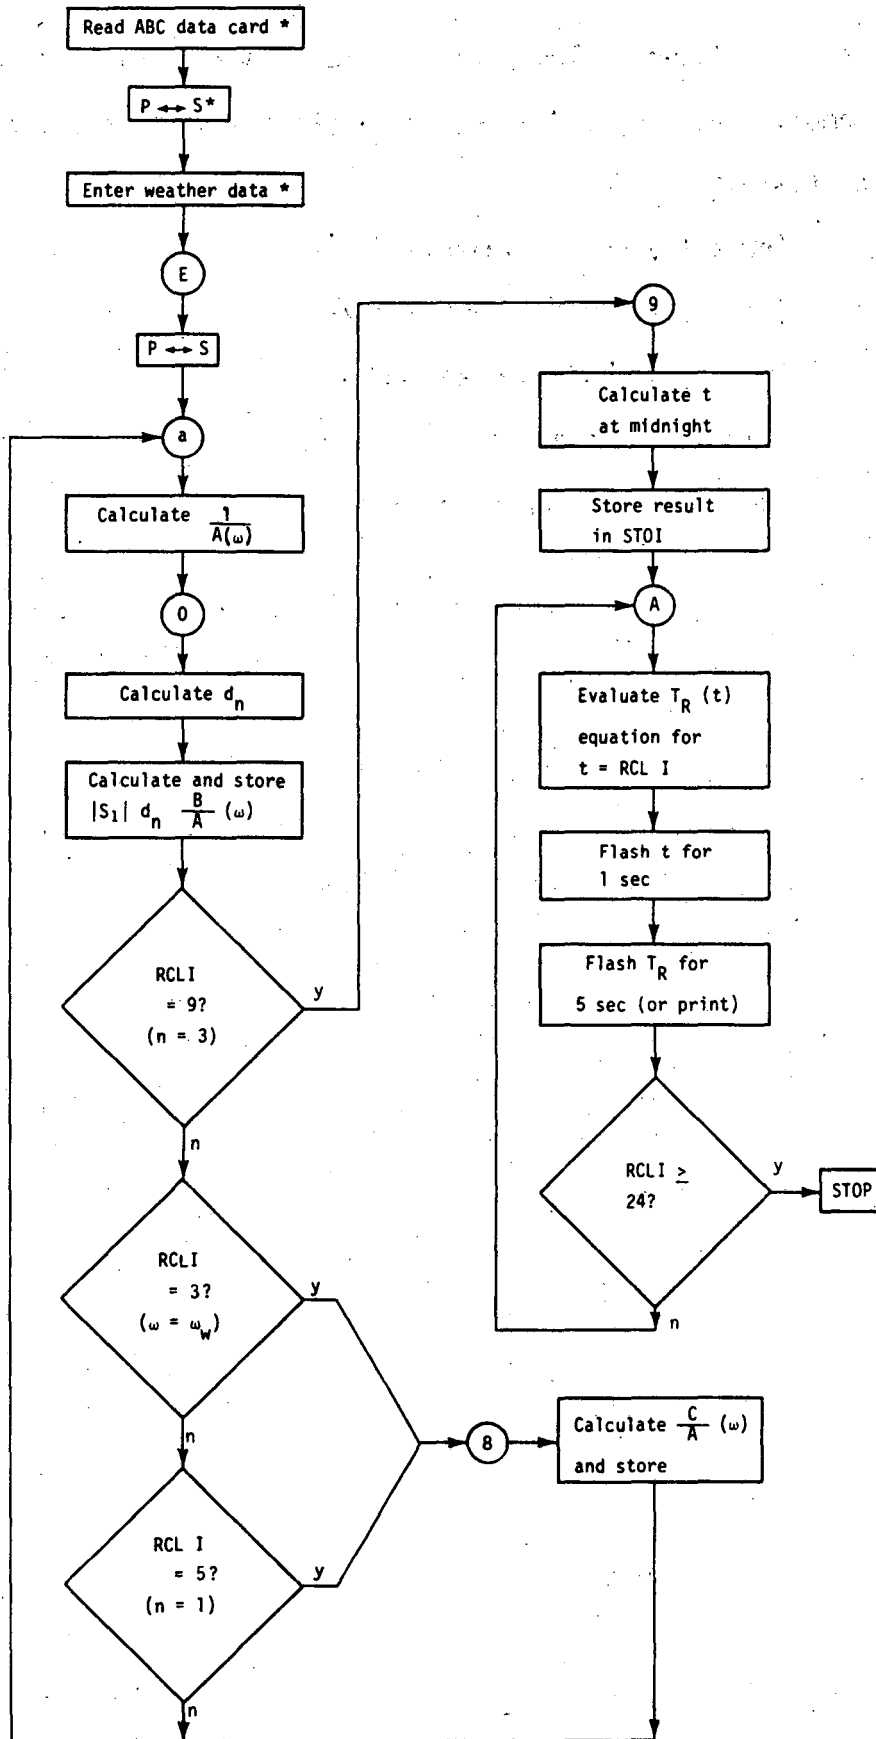 Read ABC data card *
P ↔ S*
Enter weather data *
E
P ↔ S
a
Calculate 1/A(ω)
0
Calculate d_n
Calculate and store
|S₁| d_n B/A (ω)
RCLI
= 9?
(n = 3)
y
n
RCLI
= 3?
(ω = ω_w)
y
n
RCL I
= 5?
(n = 1)
y
n
9
Calculate t
at midnight
Store result
in STOI
A
Evaluate T_R (t)
equation for
t = RCL I
Flash t for
1 sec
Flash T_R for
5 sec (or print)
RCLI ≥
24?
y
STOP
n
8
Calculate C/A (ω)
and store